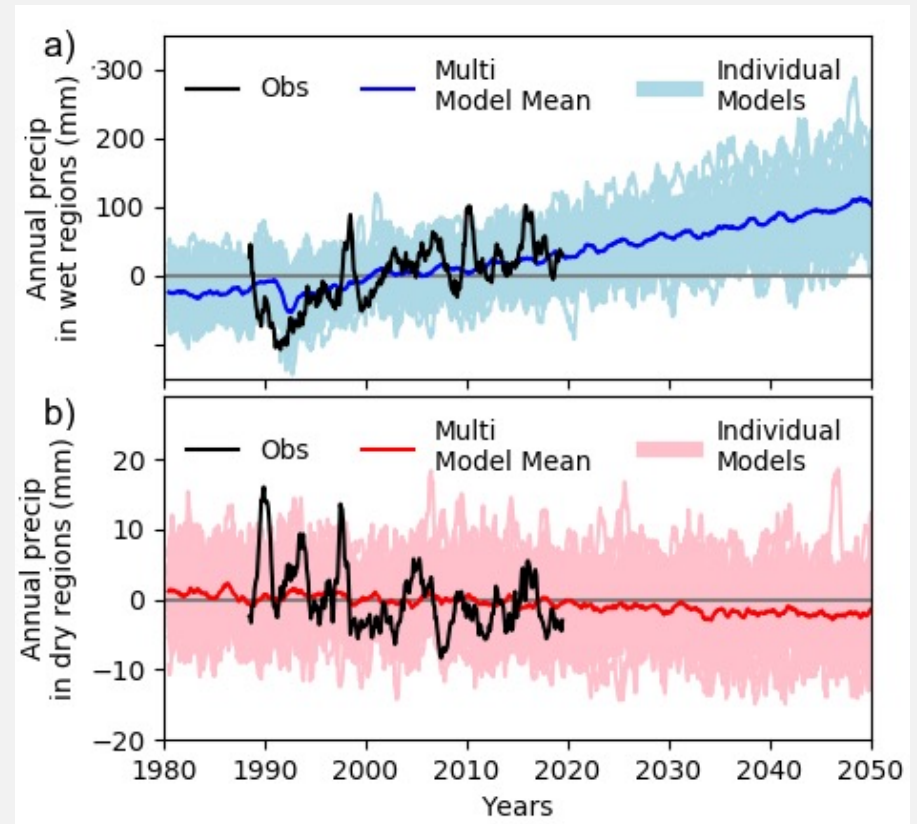 a)
Annual precip
in wet regions (mm)
300
200
100
0
Obs
Multi
Model Mean
Individual
Models
b)
Annual precip
in dry regions (mm)
20
10
0
−10
−20
Obs
Multi
Model Mean
Individual
Models
1980 1990 2000 2010 2020 2030 2040 2050
Years